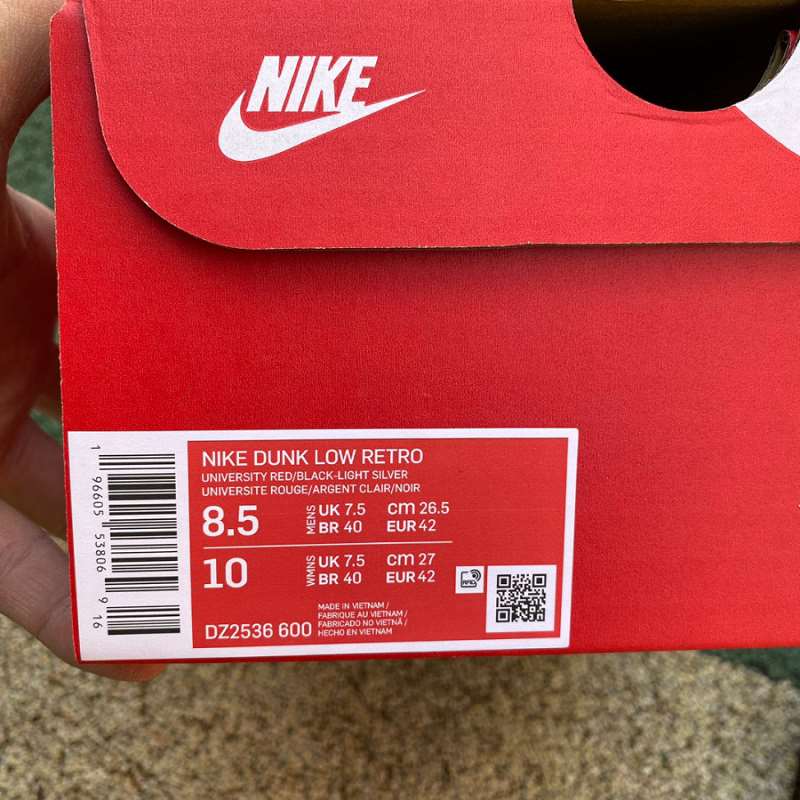 NIKE
NIKE DUNK LOW RETRO
UNIVERSITY RED/BLACK-LIGHT SILVER
UNIVERSITE ROUGE/ARGENT CLAIR/NOIR
8.5 MENS UK 7.5 cm 26.5
BR 40 EUR 42
10 WMNS UK 7.5 cm 27
BR 40 EUR 42
RFID
MADE IN VIETNAM /
FABRIQUE AU VIETNAM /
FABRICADO NO VIETNÃ /
HECHO EN VIETNAM
DZ2536 600
1 96605 53806 9 16